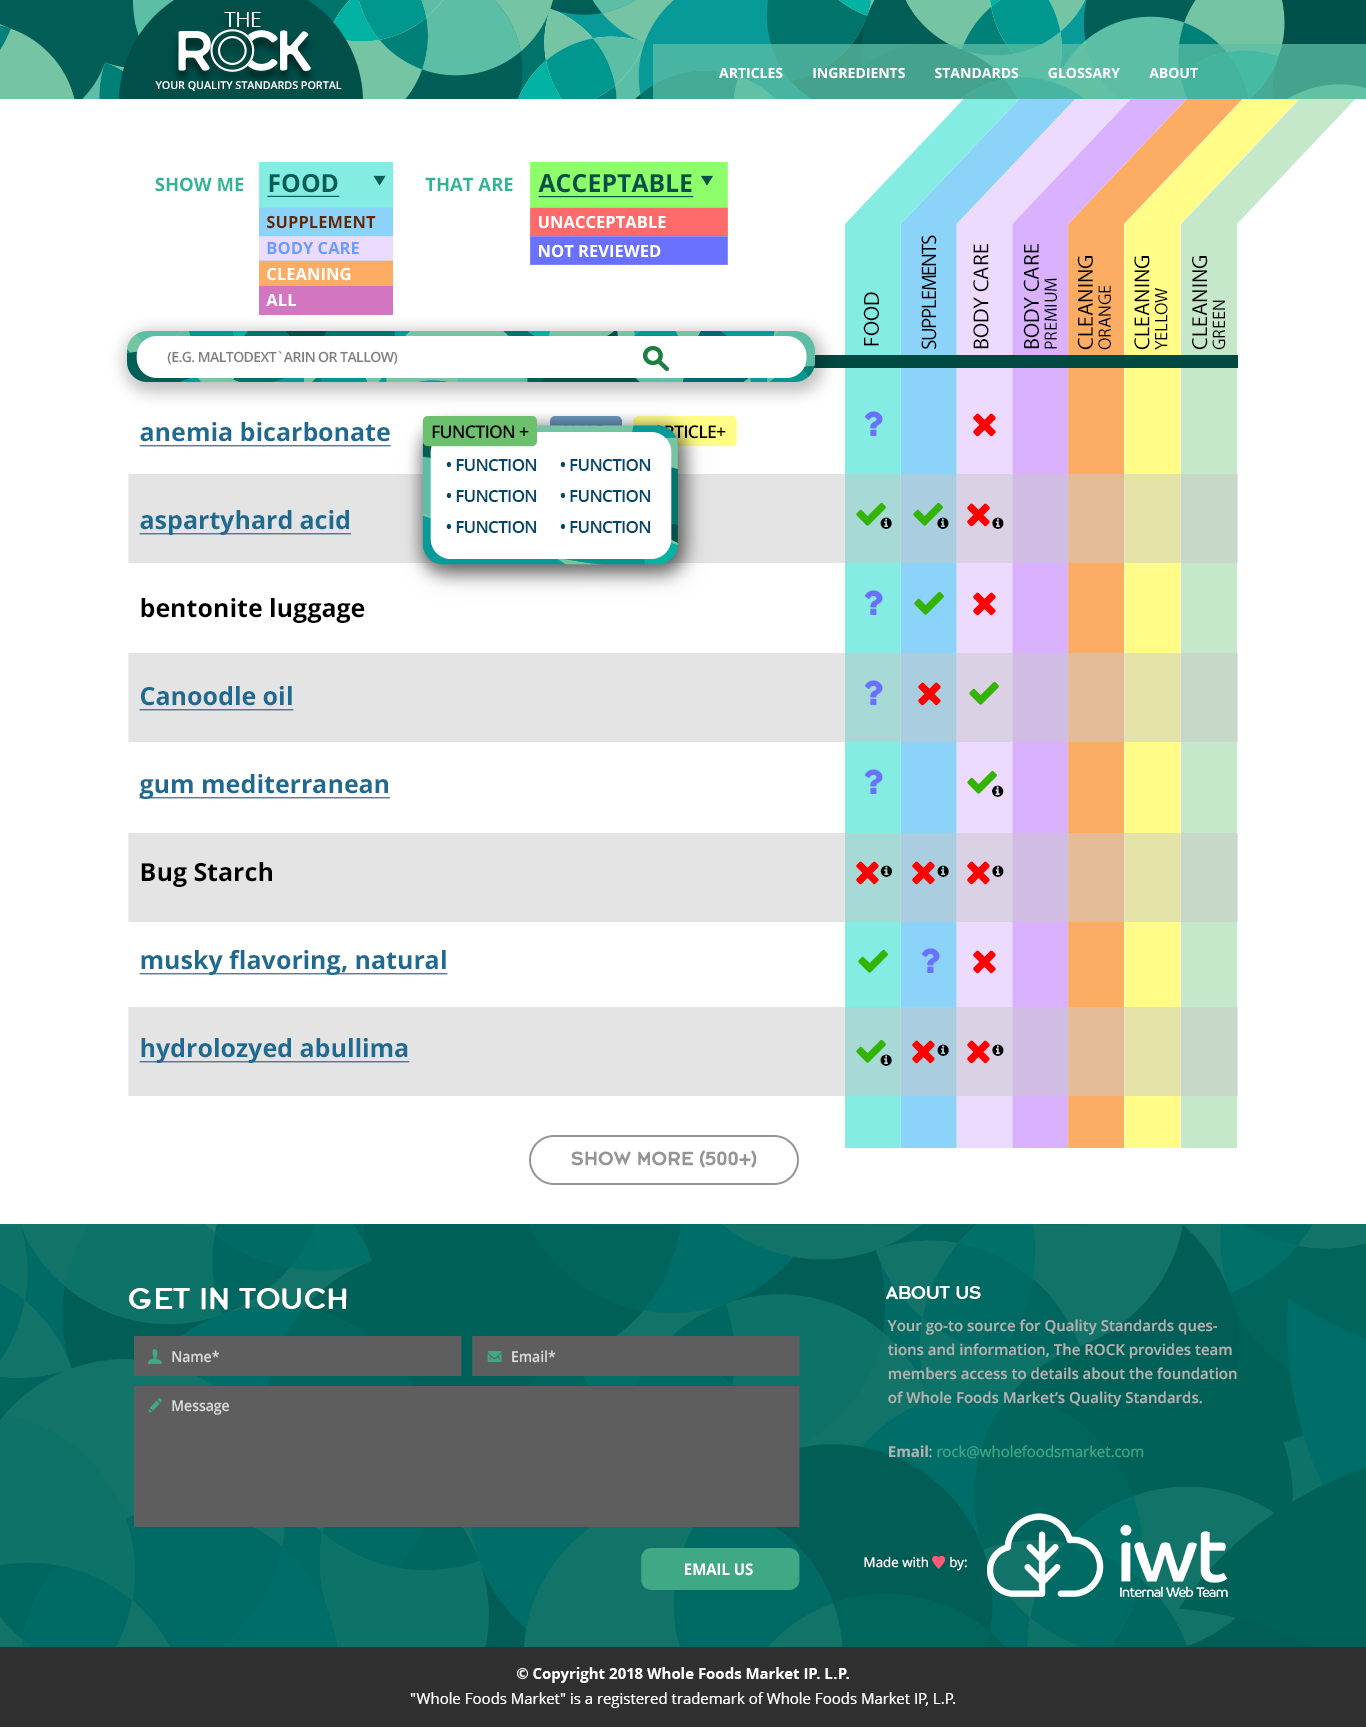 THE
ROCK
YOUR QUALITY STANDARDS PORTAL
ARTICLES INGREDIENTS STANDARDS GLOSSARY ABOUT
SHOW ME FOOD THAT ARE ACCEPTABLE
SUPPLEMENT UNACCEPTABLE
BODY CARE NOT REVIEWED
CLEANING
ALL
FOOD
SUPPLEMENTS
BODY CARE
BODY CARE
PREMIUM
CLEANING
ORANGE
CLEANING
YELLOW
CLEANING
GREEN
(E.G. MALTODEXT`ARIN OR TALLOW)
anemia bicarbonate FUNCTION +
• FUNCTION • FUNCTION
• FUNCTION • FUNCTION
• FUNCTION • FUNCTION
aspartyhard acid
bentonite luggage
Canoodle oil
gum mediterranean
Bug Starch
musky flavoring, natural
hydrolozyed abullima
SHOW MORE (500+)
GET IN TOUCH
Name* Email*
Message
EMAIL US
ABOUT US
Your go-to source for Quality Standards ques-
tions and information, The ROCK provides team
members access to details about the foundation
of Whole Foods Market's Quality Standards.
Email: rock@wholefoodsmarket.com
Made with by:
iwt
Internal Web Team
© Copyright 2018 Whole Foods Market IP. L.P.
"Whole Foods Market" is a registered trademark of Whole Foods Market IP, L.P.